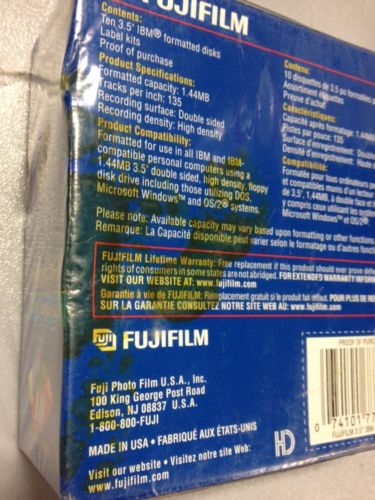 FUJIFILM
Contents:
Ten 3.5" IBM® formatted disks
Label kits
Proof of purchase
Product Specifications:
Formatted capacity: 1.44MB
Tracks per inch: 135
Recording surface: Double sided
Recording density: High density
Product Compatibility:
Formatted for use in all IBM and IBM-
compatible personal computers using a
1.44MB 3.5" double sided, high density, floppy
disk drive including those utilizing DOS,
Microsoft Windows™ and OS/2® systems.
Contenu:
10 disquettes de 3,5 po formatées
Assortiment étiquettes
Preuve d'achat
Caractéristiques:
Capacité après formatage: 1,44M
Pistes par pouce: 135
Surface d'enregistrement: Double
Densité d'enregistrement: Haute
Compatibilité:
Formatée pour tous ordinateurs per
et compatibles munis d'un lecteur
de 3,5", 1,44MB, à double face et
y compris ceux utilisant les systèmes
Microsoft Windows™ et OS/2®.
Please note: Available capacity may vary based upon formatting or other functions.
Remarque: La Capacité disponible peut varier selon le formatage ou d'autres fonctions
FUJIFILM Lifetime Warranty: Free replacement if this product should ever prove defective
rights of consumers in some states are not abridged. FOR EXTENDED WARRANTY
VISIT OUR WEBSITE AT: www.fujifilm.com
Garantie à vie de FUJIFILM: Remplacement gratuit si le produit fait défaut. POUR PLUS DE
SUR LA GARANTIE CONSULTEZ NOTRE SITE WEB AU: www.fujifilm.com
FUJI FUJIFILM
Fuji Photo Film U.S.A., Inc.
100 King George Post Road
Edison, NJ 08837 U.S.A.
1-800-800-FUJI
MADE IN USA • FABRIQUÉ AUX ÉTATS-UNIS
Visit our website • Visitez notre site Web:
HD
PROOF OF PURC
0 74101 77
FUJIFILM 3.5" IBM